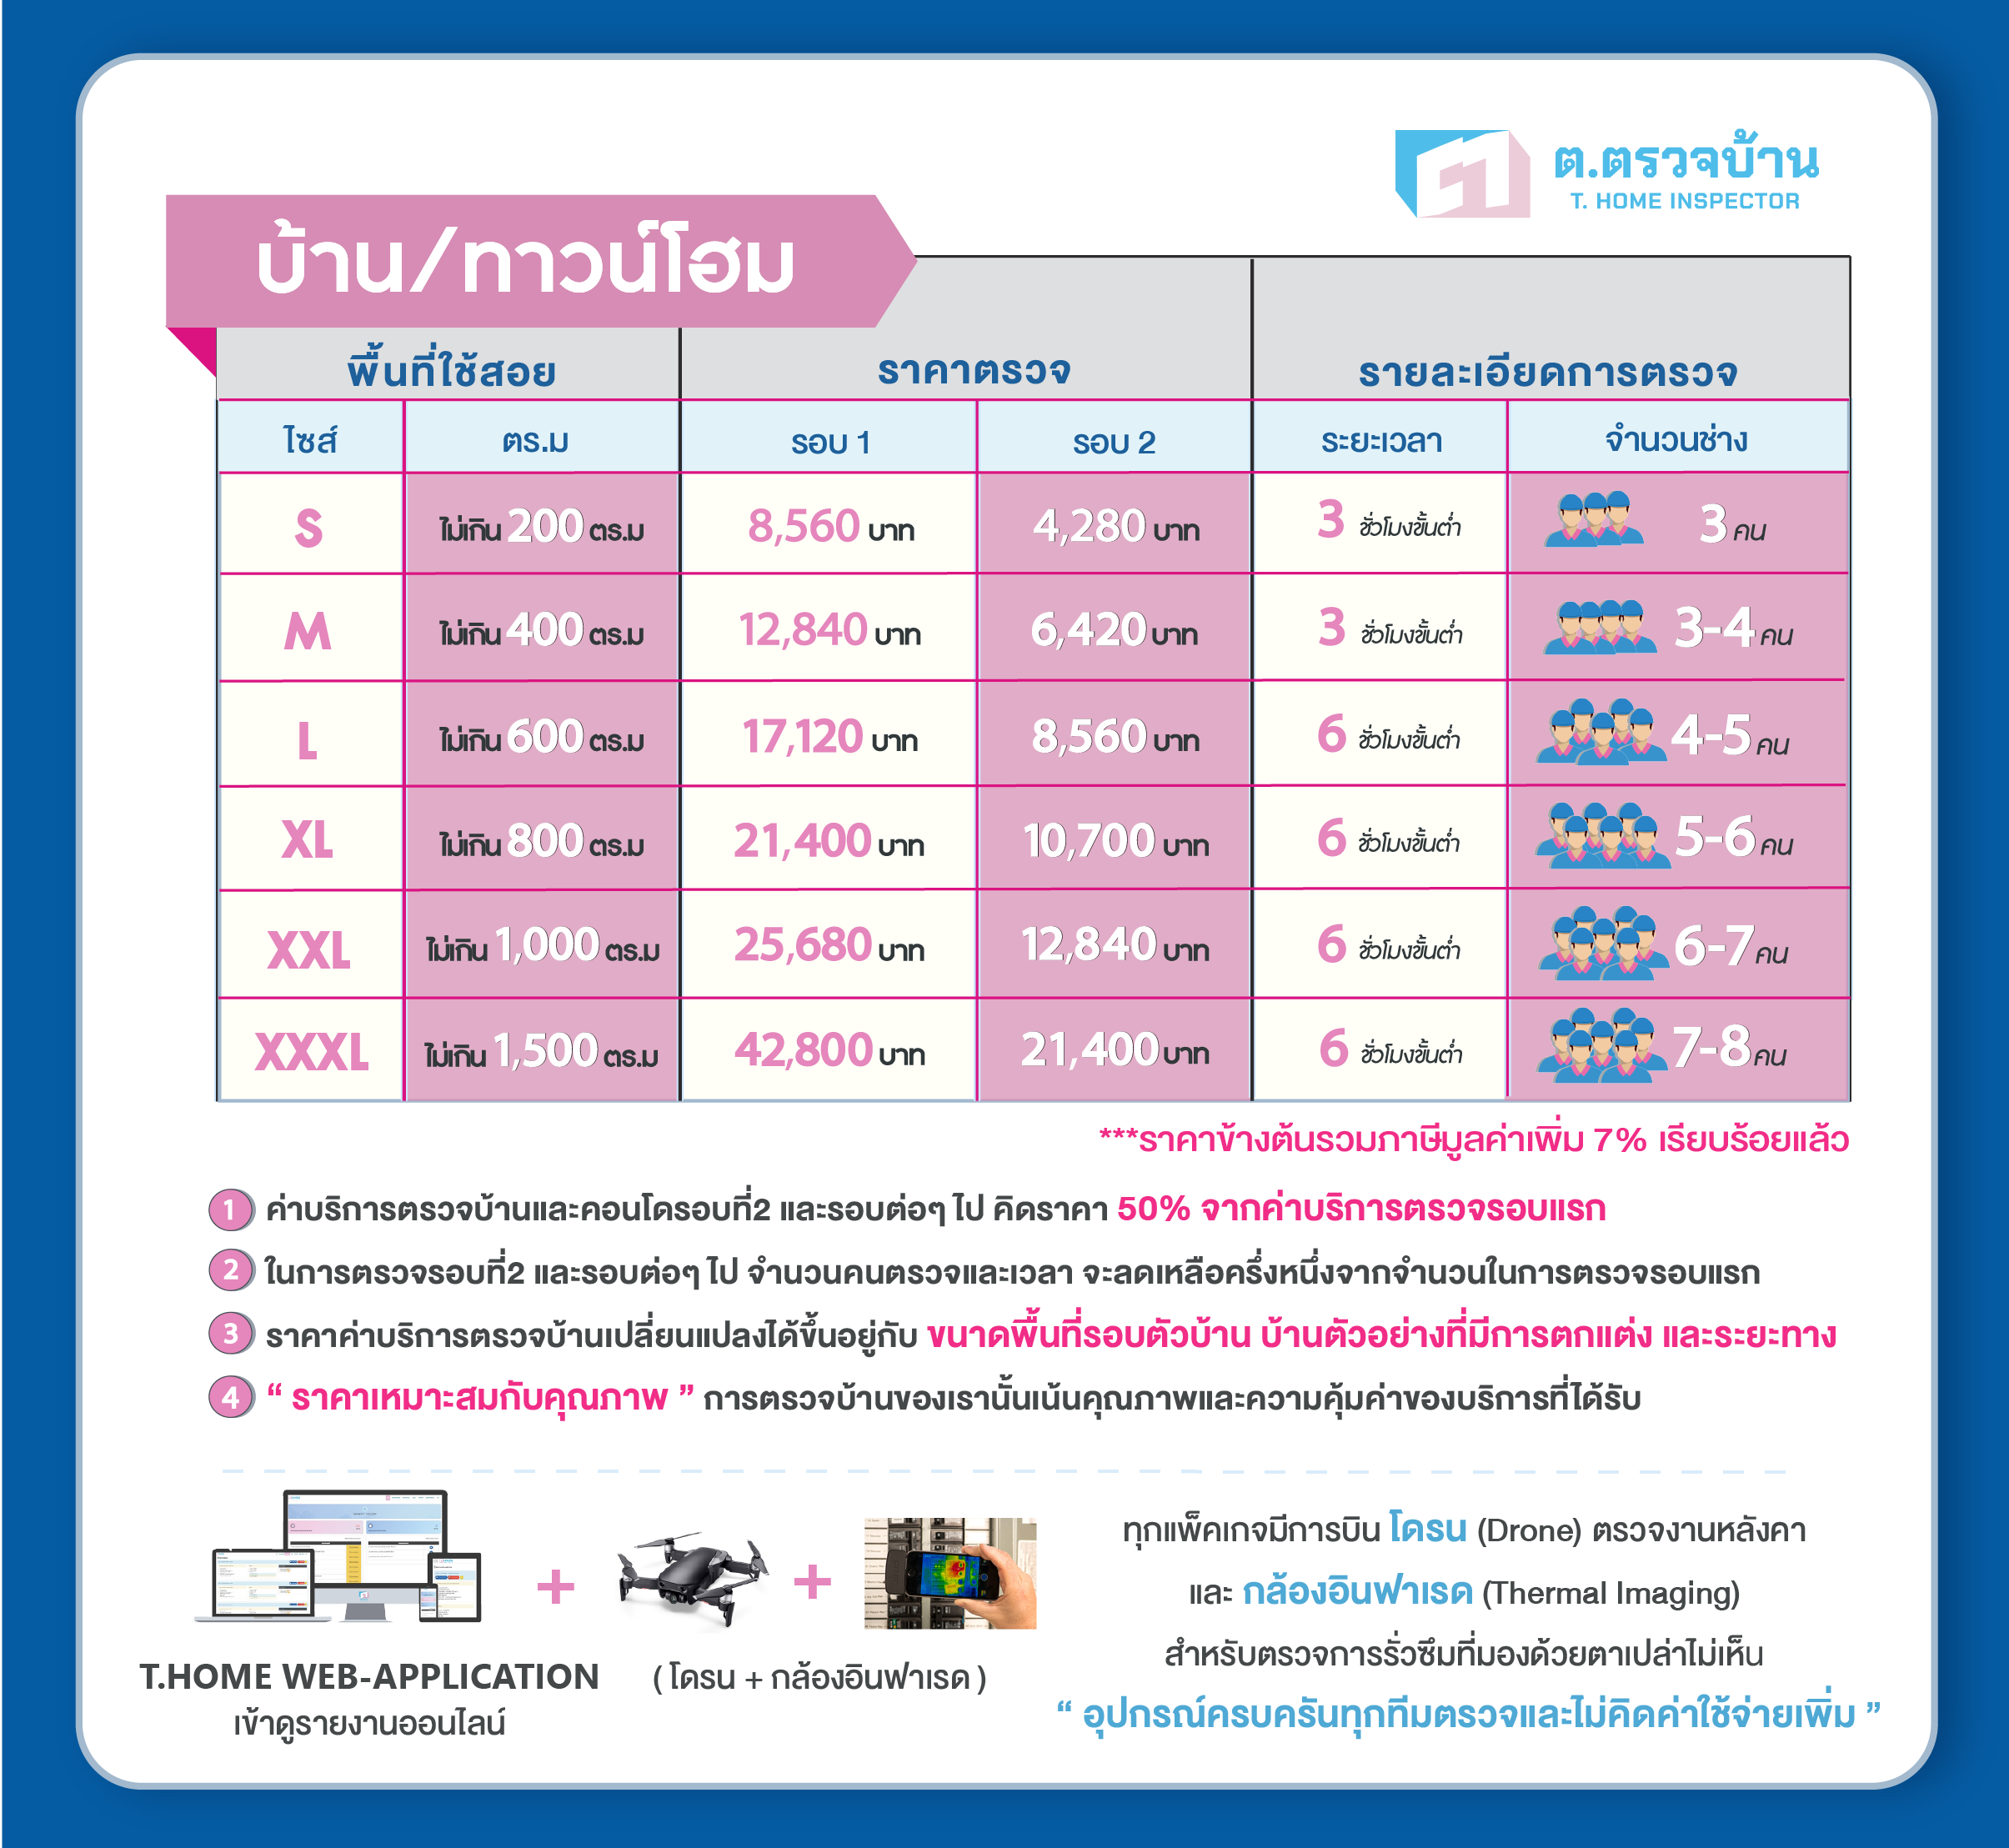 ต.ตรวจบ้าน
T. HOME INSPECTOR
บ้าน/ทาวน์โฮม
พื้นที่ใช้สอย ราคาตรวจ รายละเอียดการตรวจ
ไซส์ ตร.ม รอบ 1 รอบ 2 ระยะเวลา จำนวนช่าง
S ไม่เกิน 200 ตร.ม 8,560 บาท 4,280 บาท 3 ชั่วโมงขั้นต่ำ 3 คน
M ไม่เกิน 400 ตร.ม 12,840 บาท 6,420 บาท 3 ชั่วโมงขั้นต่ำ 3-4 คน
L ไม่เกิน 600 ตร.ม 17,120 บาท 8,560 บาท 6 ชั่วโมงขั้นต่ำ 4-5 คน
XL ไม่เกิน 800 ตร.ม 21,400 บาท 10,700 บาท 6 ชั่วโมงขั้นต่ำ 5-6 คน
XXL ไม่เกิน 1,000 ตร.ม 25,680 บาท 12,840 บาท 6 ชั่วโมงขั้นต่ำ 6-7 คน
XXXL ไม่เกิน 1,500 ตร.ม 42,800 บาท 21,400 บาท 6 ชั่วโมงขั้นต่ำ 7-8 คน
***ราคาข้างต้นรวมภาษีมูลค่าเพิ่ม 7% เรียบร้อยแล้ว
1 ค่าบริการตรวจบ้านและคอนโดรอบที่2 และรอบต่อๆ ไป คิดราคา 50% จากค่าบริการตรวจรอบแรก
2 ในการตรวจรอบที่2 และรอบต่อๆ ไป จำนวนคนตรวจและเวลา จะลดเหลือครึ่งหนึ่งจากจำนวนในการตรวจรอบแรก
3 ราคาค่าบริการตรวจบ้านเปลี่ยนแปลงได้ขึ้นอยู่กับ ขนาดพื้นที่รอบตัวบ้าน บ้านตัวอย่างที่มีการตกแต่ง และระยะทาง
4 “ ราคาเหมาะสมกับคุณภาพ ” การตรวจบ้านของเรานั้นเน้นคุณภาพและความคุ้มค่าของบริการที่ได้รับ
+ +
T.HOME WEB-APPLICATION
เข้าดูรายงานออนไลน์
( โดรน + กล้องอินฟาเรด )
ทุกแพ็คเกจมีการบิน โดรน (Drone) ตรวจงานหลังคา
และ กล้องอินฟาเรด (Thermal Imaging)
สำหรับตรวจการรั่วซึมที่มองด้วยตาเปล่าไม่เห็น
“ อุปกรณ์ครบครันทุกทีมตรวจและไม่คิดค่าใช้จ่ายเพิ่ม ”